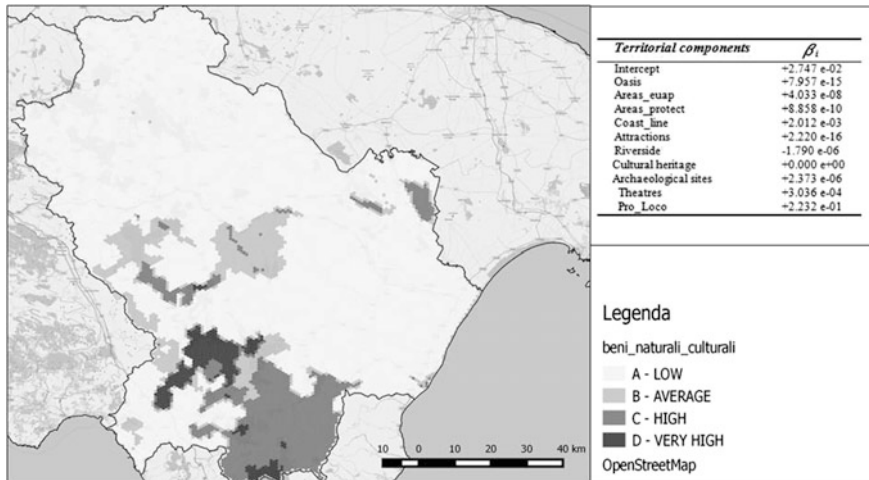 Territorial components βi
Intercept +2.747 e-02
Oasis +7.957 e-15
Areas_euap +4.033 e-08
Areas_protect +8.858 e-10
Coast_line +2.012 e-03
Attractions +2.220 e-16
Riverside -1.790 e-06
Cultural heritage +0.000 e+00
Archaeological sites +2.373 e-06
Theatres +3.036 e-04
Pro_Loco +2.232 e-01
Legenda
beni_naturali_culturali
A - LOW
B - AVERAGE
C - HIGH
D - VERY HIGH
OpenStreetMap
10 0 10 20 30 40 km